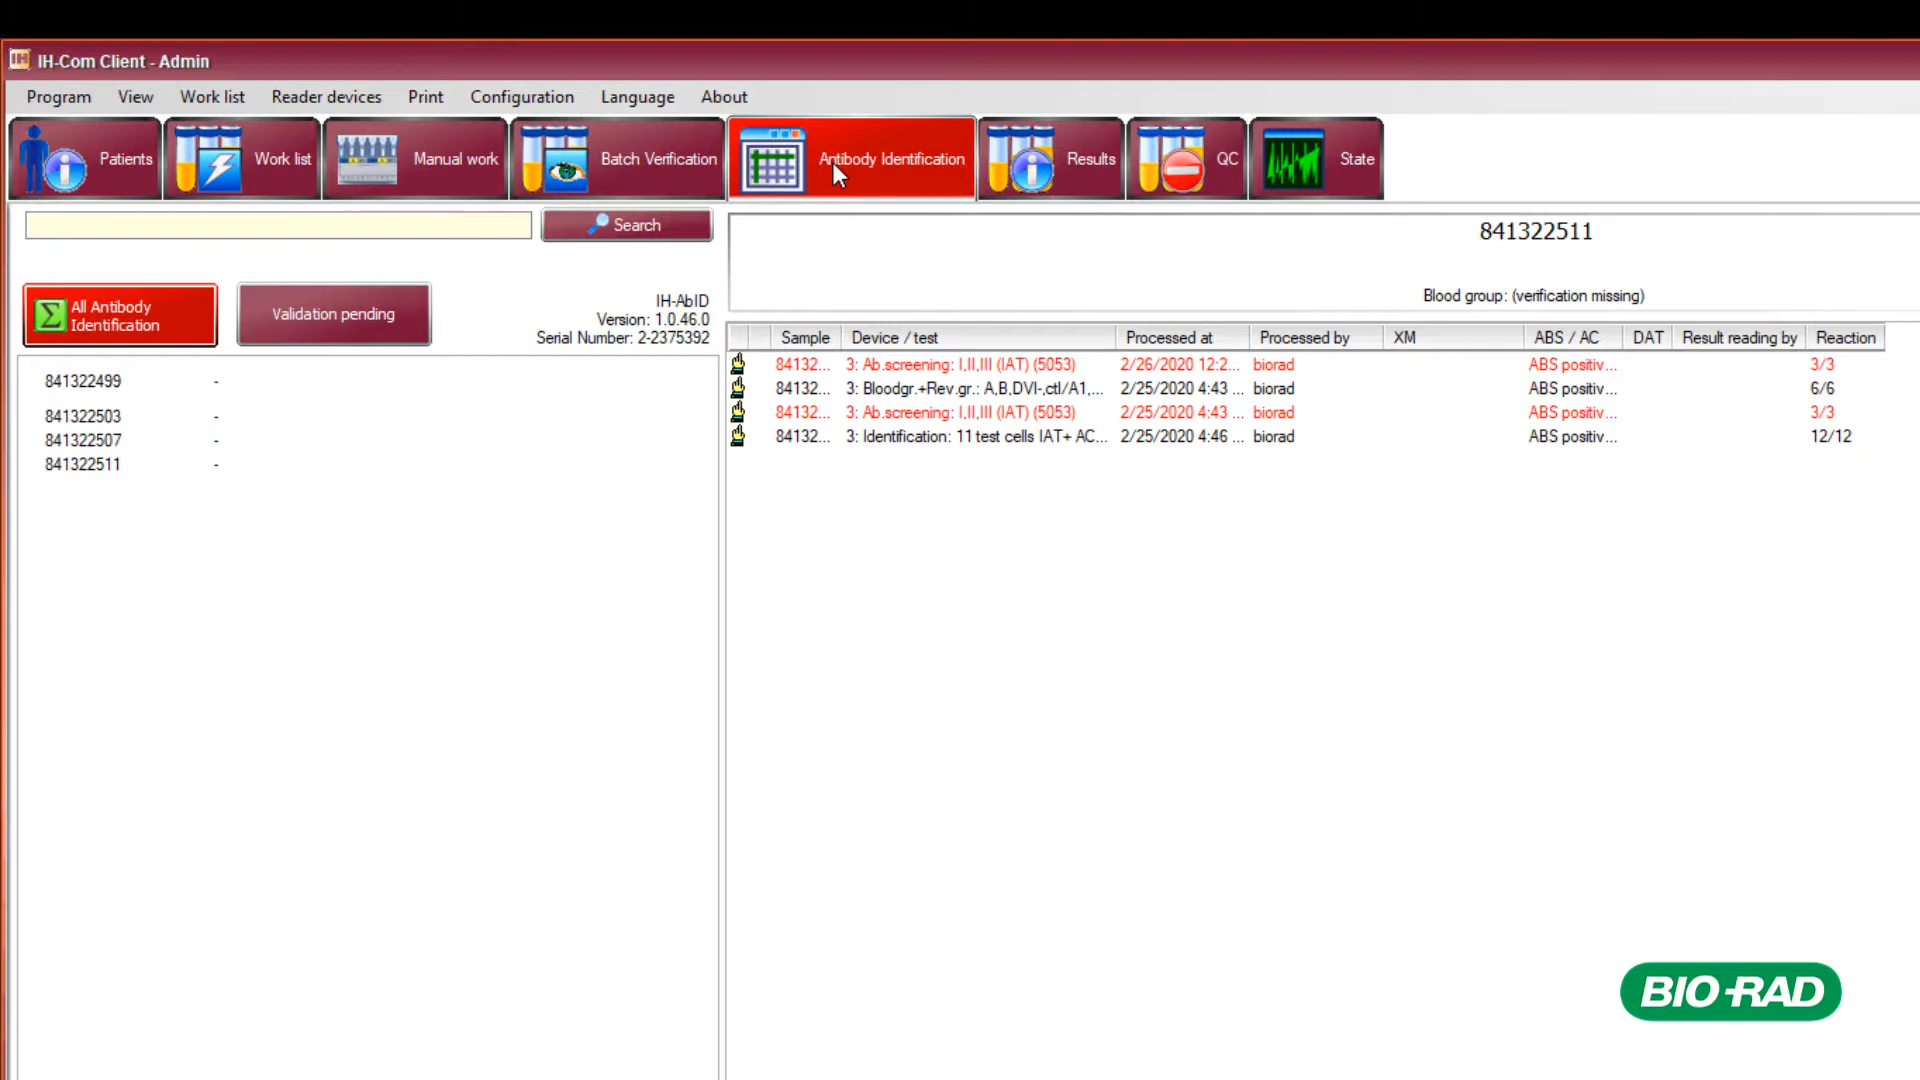 IH IH-Com Client - Admin
Program View Work list Reader devices Print Configuration Language About
Patients Work list Manual work Batch Verification Antibody Identification Results QC State
Search
841322511
Blood group: (verification missing)
All Antibody
Identification
Validation pending
IH-AbID
Version: 1.0.46.0
Serial Number: 2-2375392
841322499 -
841322503 -
841322507 -
841322511 -
Sample Device / test Processed at Processed by XM ABS / AC DAT Result reading by Reaction
84132... 3: Ab.screening: I,II,III (IAT) (5053) 2/26/2020 12:2... biorad ABS positiv... 3/3
84132... 3: Bloodgr.+Rev.gr.: A,B,DVI-,ctl/A1,... 2/25/2020 4:43 ... biorad ABS positiv... 6/6
84132... 3: Ab.screening: I,II,III (IAT) (5053) 2/25/2020 4:43 ... biorad ABS positiv... 3/3
84132... 3: Identification: 11 test cells IAT+ AC... 2/25/2020 4:46 ... biorad ABS positiv... 12/12
BIO-RAD